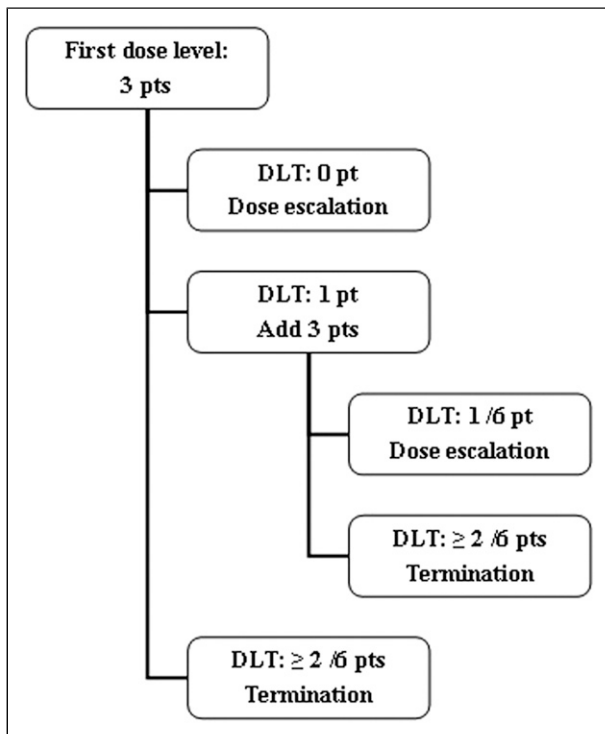 First dose level:
3 pts
DLT: 0 pt
Dose escalation
DLT: 1 pt
Add 3 pts
DLT: 1 /6 pt
Dose escalation
DLT: ≥ 2 /6 pts
Termination
DLT: ≥ 2 /6 pts
Termination